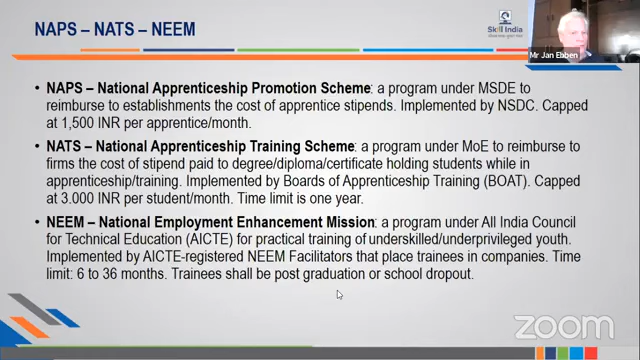 NAPS – NATS – NEEM
Skill India
Mr Jan Ebben
• NAPS – National Apprenticeship Promotion Scheme: a program under MSDE to
reimburse to establishments the cost of apprentice stipends. Implemented by NSDC. Capped
at 1,500 INR per apprentice/month.
• NATS – National Apprenticeship Training Scheme: a program under MoE to reimburse to
firms the cost of stipend paid to degree/diploma/certificate holding students while in
apprenticeship/training. Implemented by Boards of Apprenticeship Training (BOAT). Capped
at 3.000 INR per student/month. Time limit is one year.
• NEEM – National Employment Enhancement Mission: a program under All India Council
for Technical Education (AICTE) for practical training of underskilled/underprivileged youth.
Implemented by AICTE-registered NEEM Facilitators that place trainees in companies. Time
limit: 6 to 36 months. Trainees shall be post graduation or school dropout.
zoom